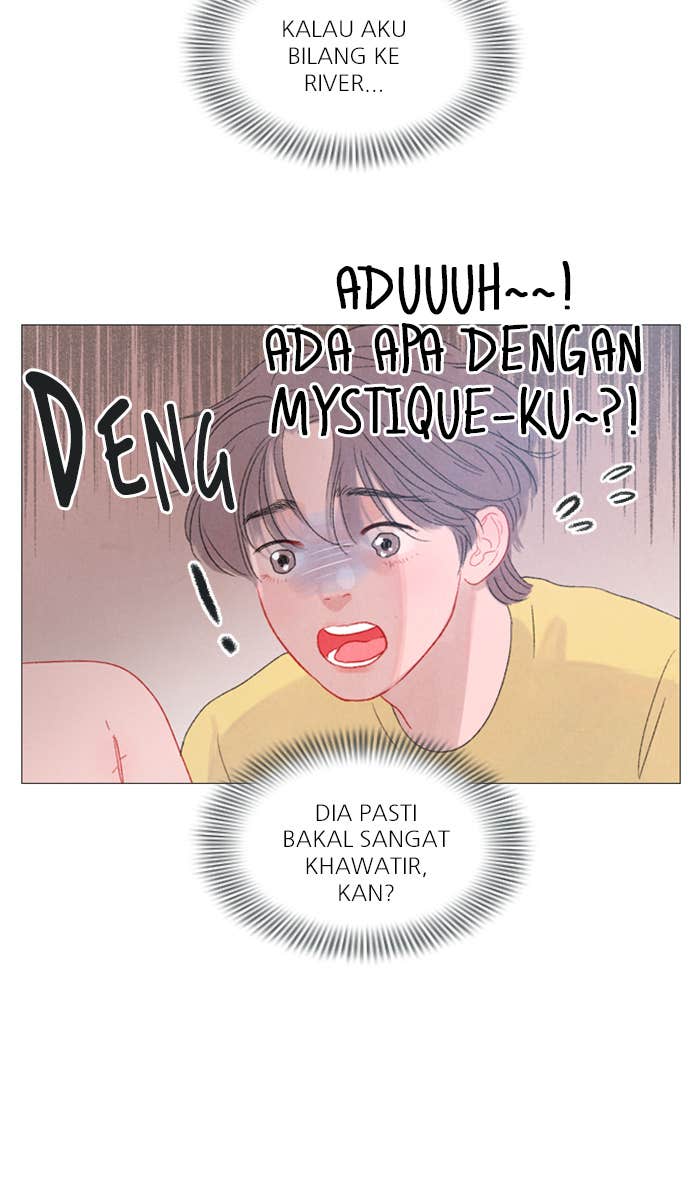 KALAU AKU
BILANG KE
RIVER...
ADUUUH~~!
ADA APA DENGAN
MYSTIQUE-KU~?!
DENG
!
DIA PASTI
BAKAL SANGAT
KHAWATIR,
KAN?